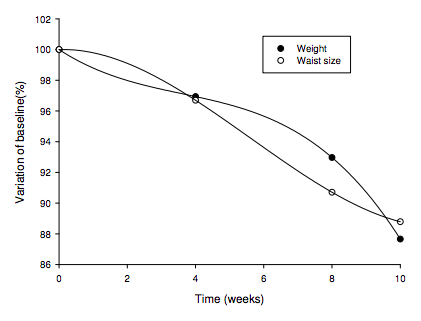 102
100
98
96
94
92
90
88
86
Variation of baseline(%)
Weight
Waist size
0 2 4 6 8 10
Time (weeks)